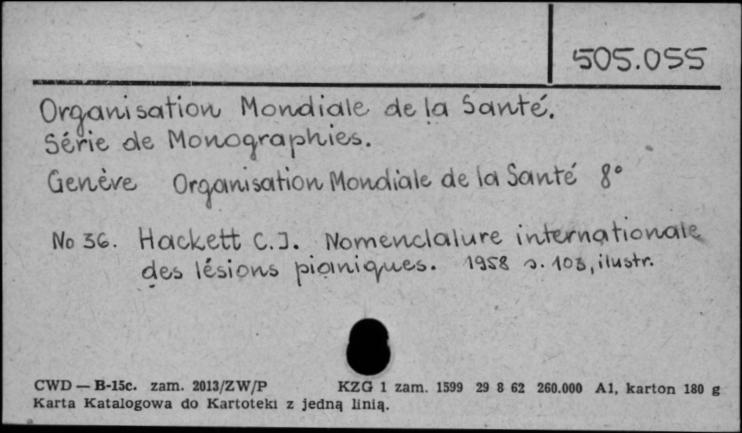 505.055
Organisation Mondiale de la Santé.
Série de Monographies.
Genève Organisation Mondiale de la Santé 8°
No 36. Hackett C.J. Nomenclalure internationale
des lésions pianiques. 1958 s. 103, ilustr.
CWD — B-15c. zam. 2013/ZW/P KZG 1 zam. 1599 29 8 62 260.000 A1, karton 180 g
Karta Katalogowa do Kartoteki z jedną linią.